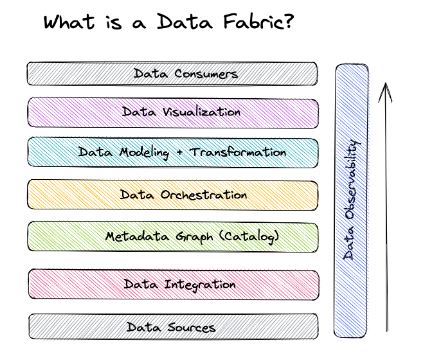 What is a Data Fabric?
Data Consumers
Data Visualization
Data Modeling + Transformation
Data Orchestration
Metadata Graph (Catalog)
Data Integration
Data Sources
Data Observability